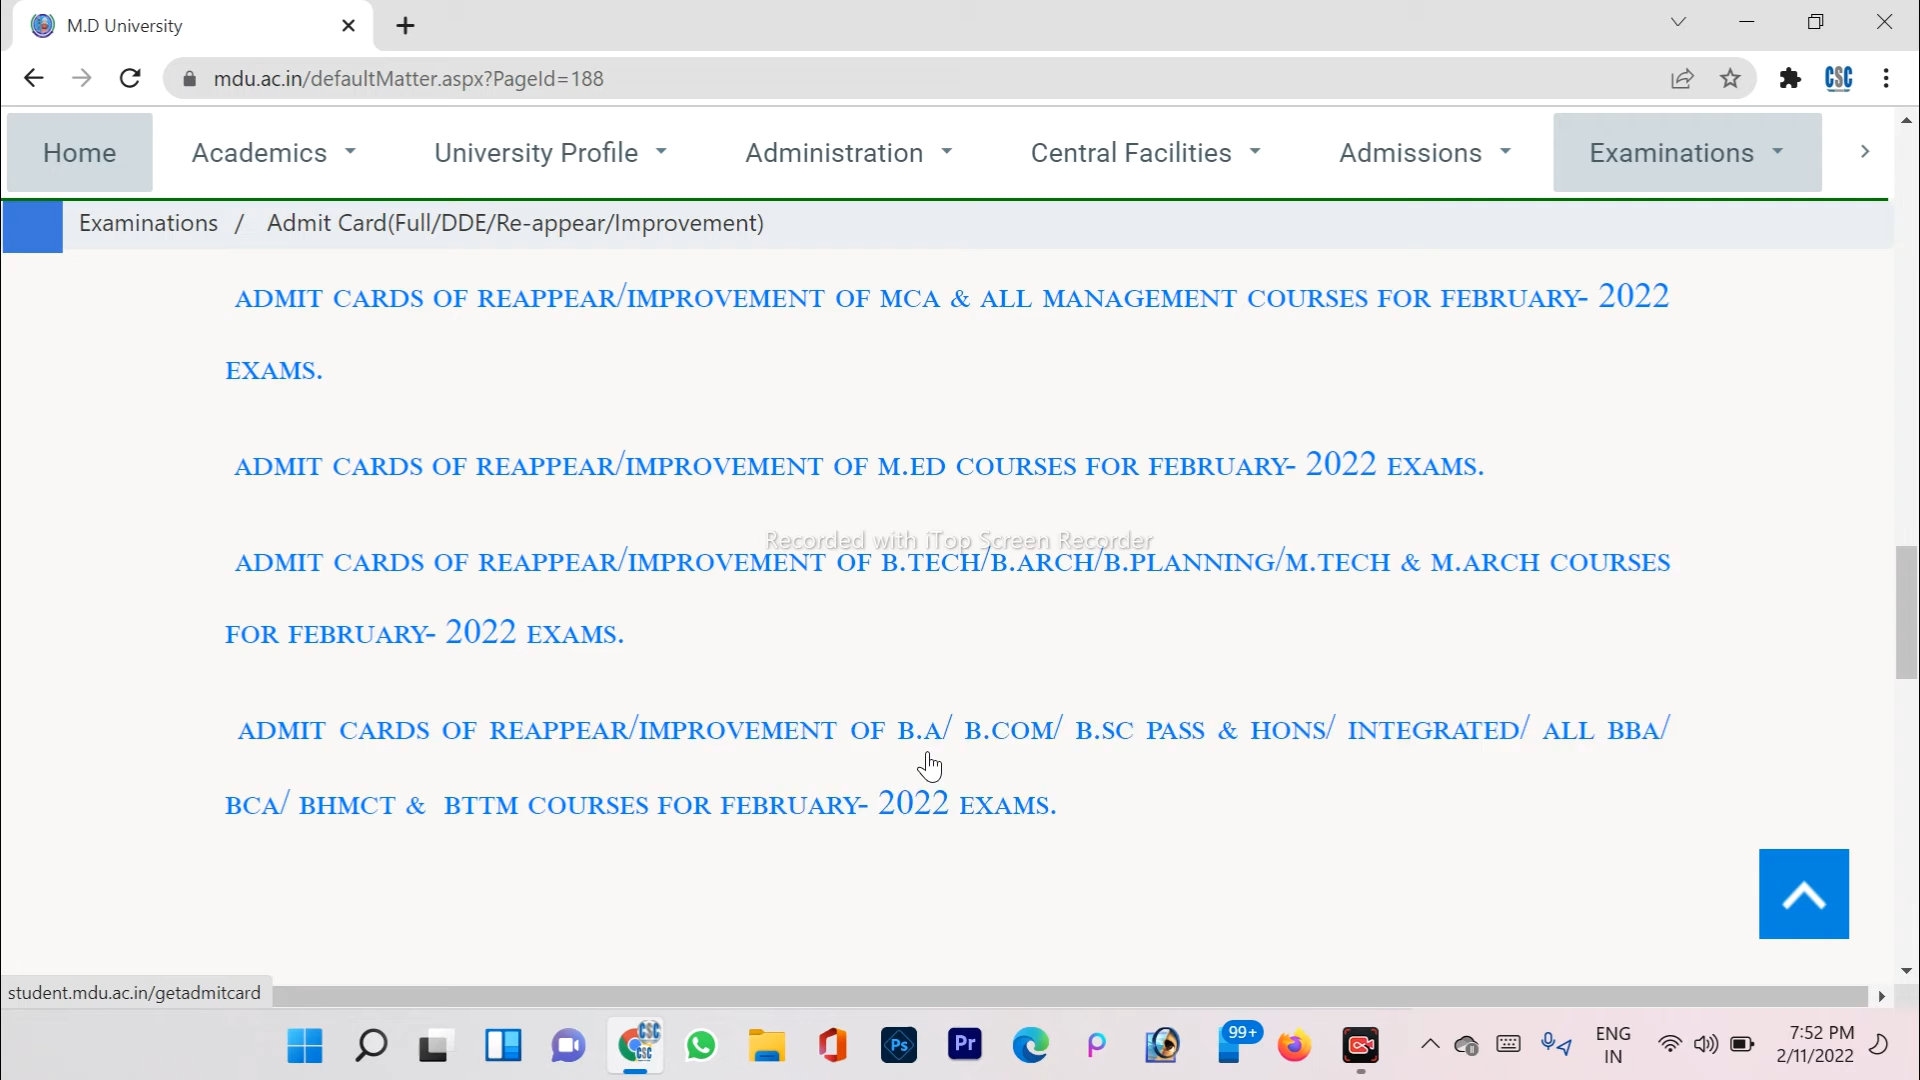 M.D University
mdu.ac.in/defaultMatter.aspx?PageId=188
CSC
Home Academics University Profile Administration Central Facilities Admissions Examinations
Examinations / Admit Card(Full/DDE/Re-appear/Improvement)
ADMIT CARDS OF REAPPEAR/IMPROVEMENT OF MCA & ALL MANAGEMENT COURSES FOR FEBRUARY- 2022
EXAMS.
ADMIT CARDS OF REAPPEAR/IMPROVEMENT OF M.ED COURSES FOR FEBRUARY- 2022 EXAMS.
Recorded with iTop Screen Recorder
ADMIT CARDS OF REAPPEAR/IMPROVEMENT OF B.TECH/B.ARCH/B.PLANNING/M.TECH & M.ARCH COURSES
FOR FEBRUARY- 2022 EXAMS.
ADMIT CARDS OF REAPPEAR/IMPROVEMENT OF B.A/ B.COM/ B.SC PASS & HONS/ INTEGRATED/ ALL BBA/
BCA/ BHMCT & BTTM COURSES FOR FEBRUARY- 2022 EXAMS.
student.mdu.ac.in/getadmitcard
CSC
CSC
Ps
Pr
99+
ENG
IN
7:52 PM
2/11/2022